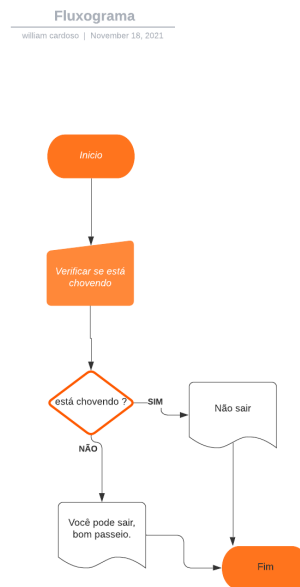 Fluxograma
william cardoso | November 18, 2021
Inicio
Verificar se está
chovendo
está chovendo ?
SIM
Não sair
NÃO
Você pode sair,
bom passeio.
Fim